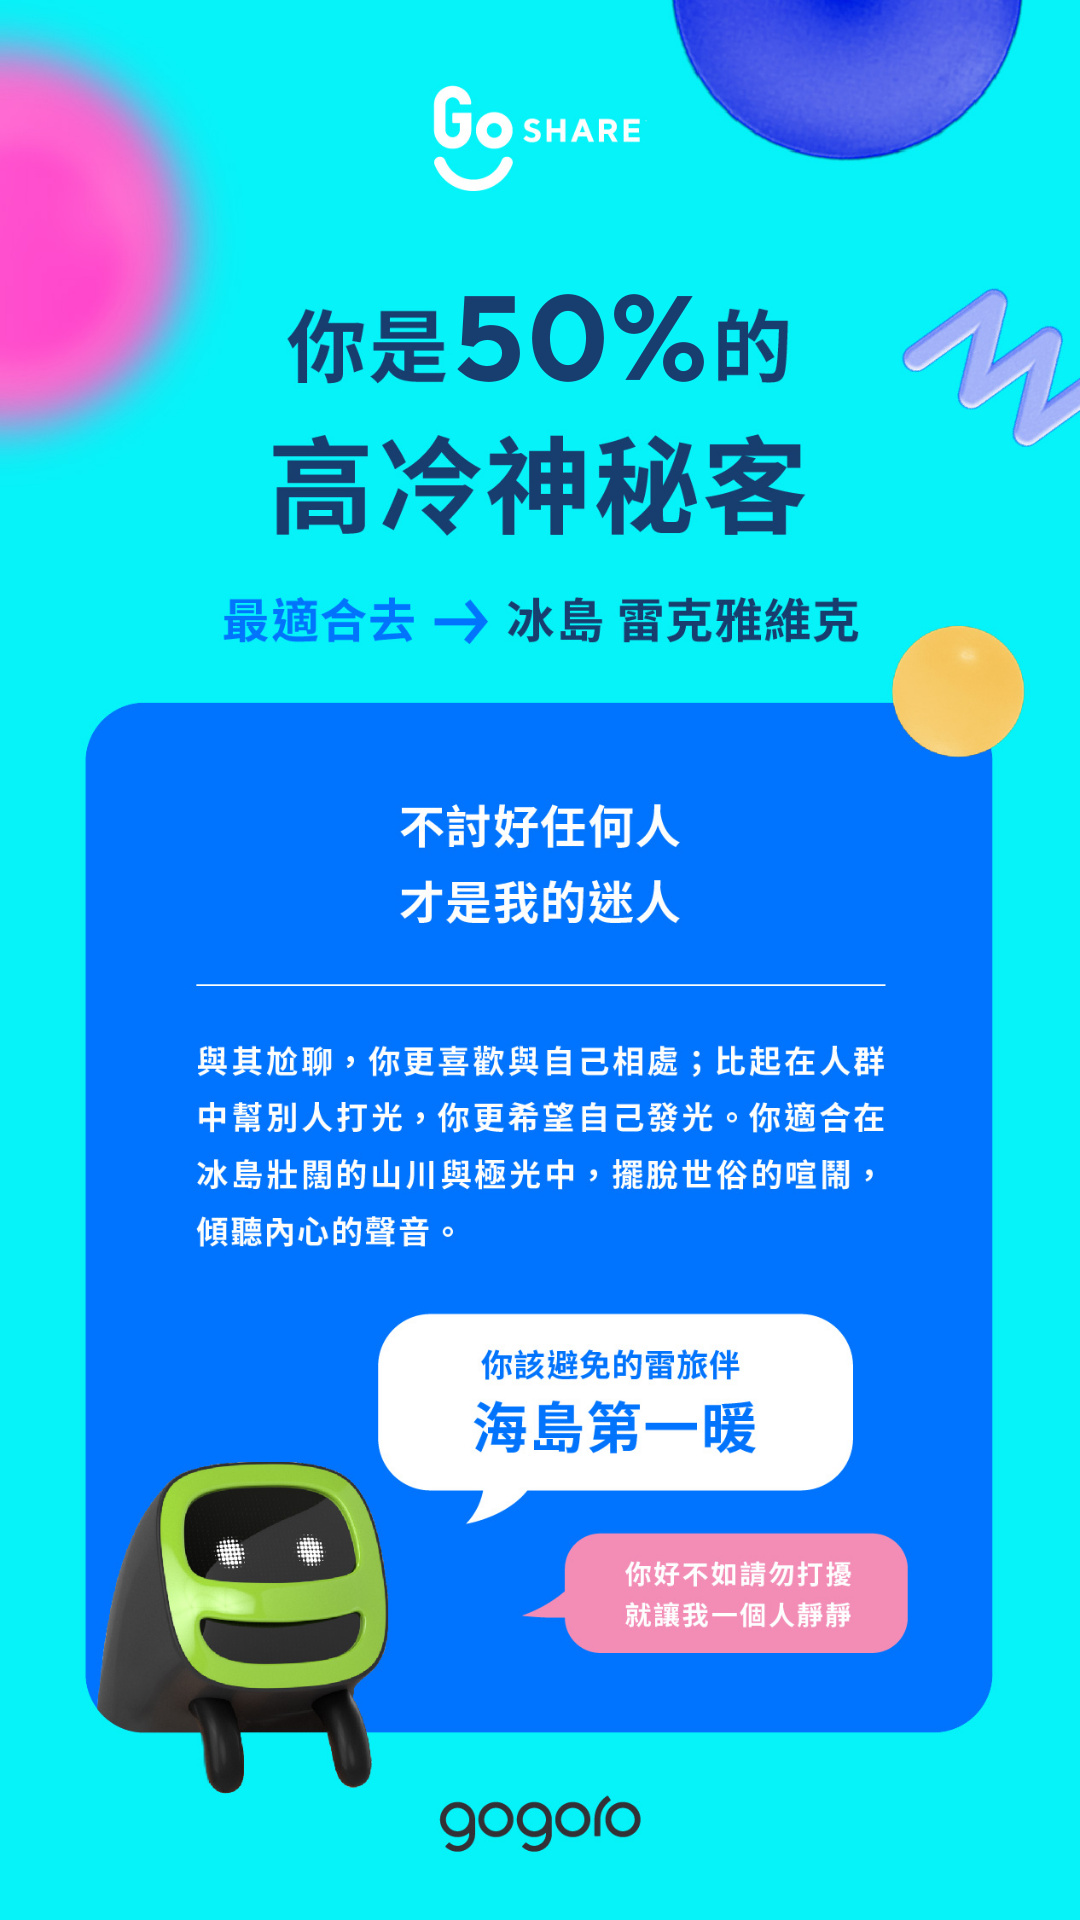 Go SHARE
你是50%的
高冷神秘客
最適合去 → 冰島 雷克雅維克
不討好任何人
才是我的迷人
與其尬聊，你更喜歡與自己相處；比起在人群
中幫別人打光，你更希望自己發光。你適合在
冰島壯闊的山川與極光中，擺脫世俗的喧鬧，
傾聽內心的聲音。
你該避免的雷旅伴
海島第一暖
你好不如請勿打擾
就讓我一個人靜靜
gogoro